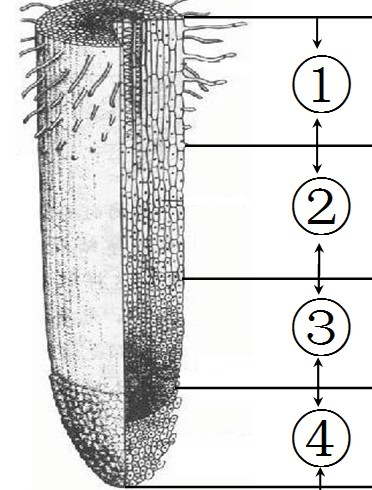 ①
②
③
④